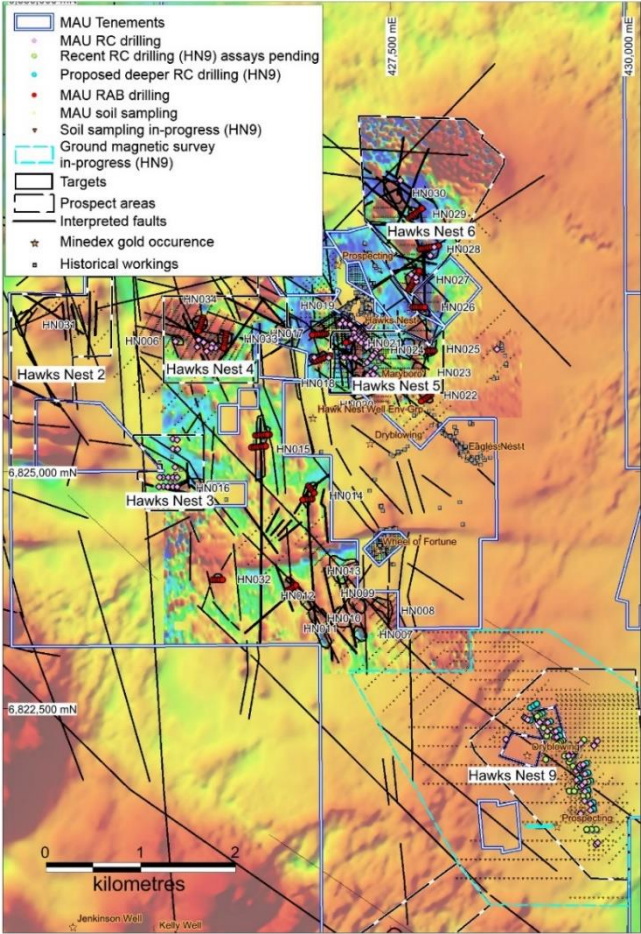 427,500 mE
430,000 mE
MAU Tenements
MAU RC drilling
Recent RC drilling (HN9) assays pending
Proposed deeper RC drilling (HN9)
MAU RAB drilling
MAU soil sampling
Soil sampling in-progress (HN9)
Ground magnetic survey
in-progress (HN9)
Targets
Prospect areas
Interpreted faults
Minedex gold occurence
Historical workings
HN030
HN029
Hawks Nest 6
HN028
Prospecting
HN027
HN026
HN034
HN019
HN031
HN006
HN033
HN017
Hawks Nest
HN021
HN025
Hawks Nest 2
Hawks Nest 4
HN018
HN023
Hawks Nest 5
HN022
Hawk Nest Well Env Grp
Dryblowing
Eagles Nest
HN015
6,825,000 mN
HN016
Hawks Nest 3
HN014
Wheel of Fortune
HN032
HN013
HN012
HN009
HN008
HN010
HN011
HN007
6,822,500 mN
Dryblowing
Hawks Nest 9
Prospecting
0 1 2
kilometres
Jenkinson Well
Kelly Well